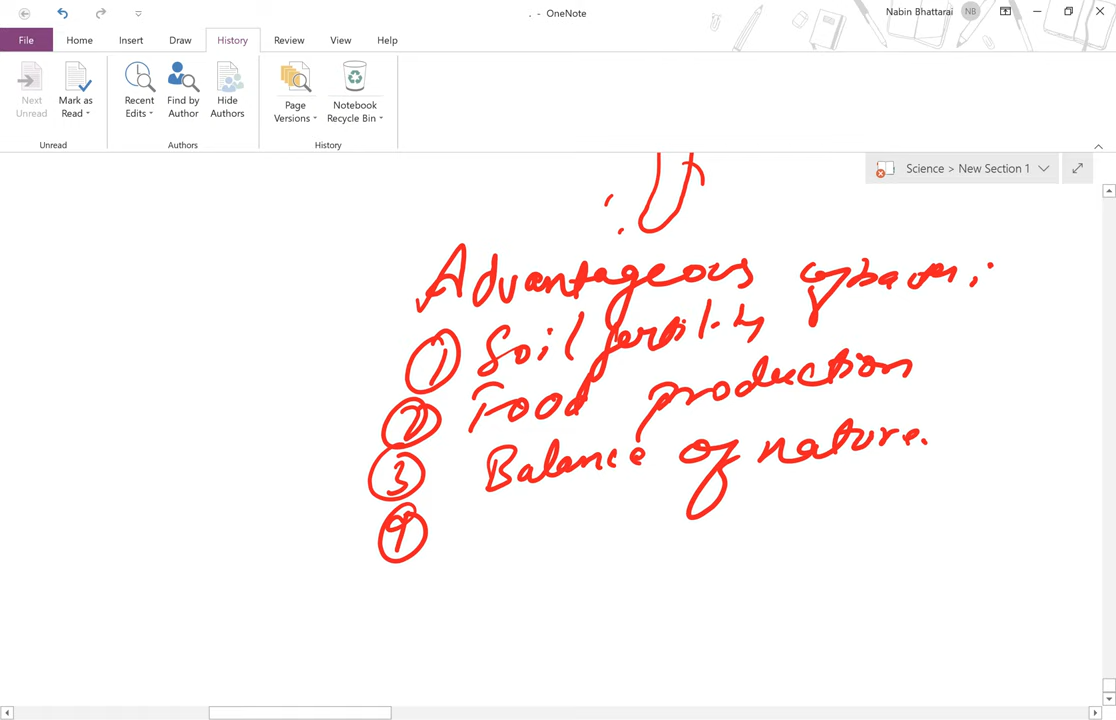 . - OneNote
Nabin Bhattarai NB
File Home Insert Draw History Review View Help
Next Unread
Mark as Read
Recent Edits
Find by Author
Hide Authors
Page Versions
Notebook Recycle Bin
Unread Authors History
Science > New Section 1
Advantageous
① Soil fertility
② Food production
③ Balance of nature.
④